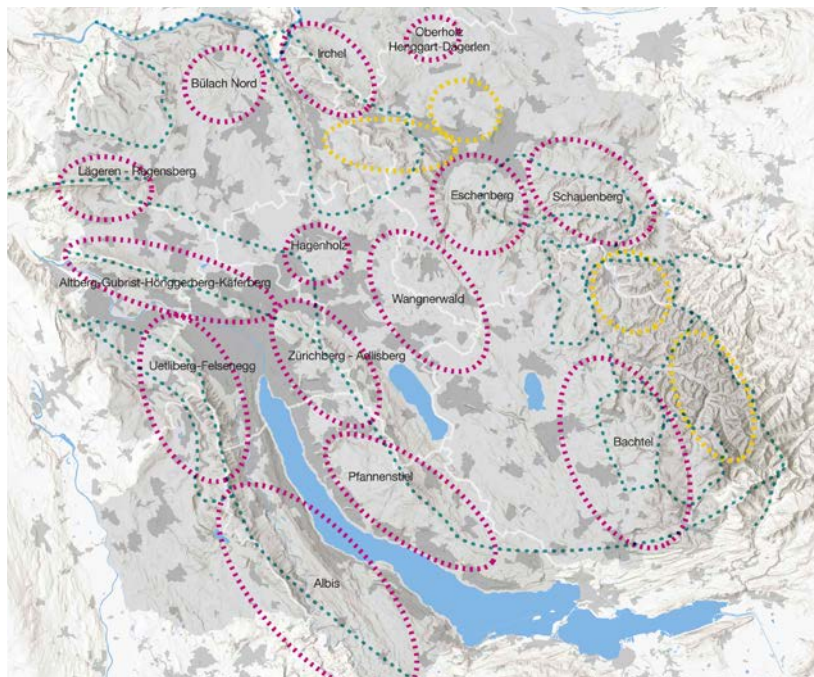 Oberholz
Henggart-Dägerlen
Irchel
Bülach Nord
Lägeren - Regensberg
Eschenberg
Schauenberg
Hagenholz
Altberg-Gubrist-Hönggerberg-Käferberg
Wangnerwald
Zürichberg - Adlisberg
Uetliberg-Felsenegg
Bachtel
Pfannenstiel
Albis